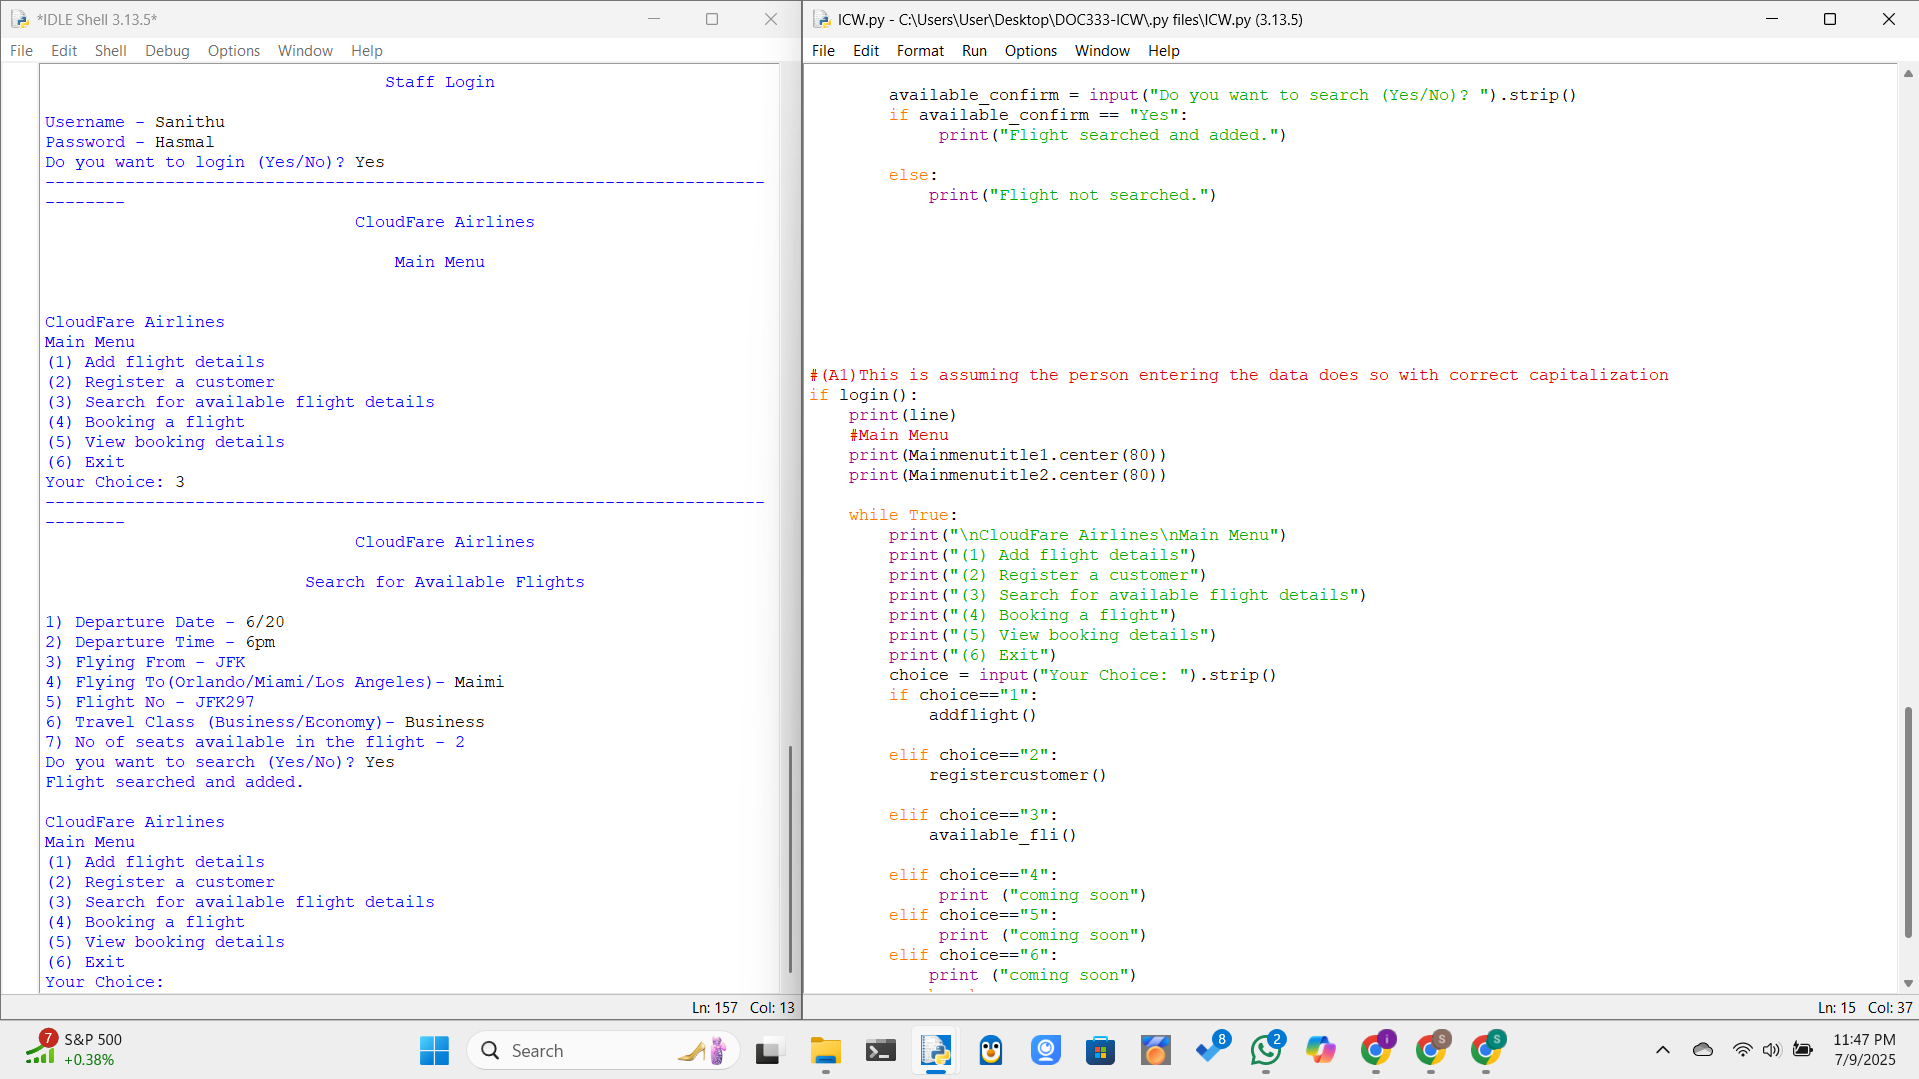 *IDLE Shell 3.13.5*
File Edit Shell Debug Options Window Help
Staff Login
Username - Sanithu
Password - Hasmal
Do you want to login (Yes/No)? Yes
------------------------------------------------------------------------
--------
CloudFare Airlines
Main Menu
CloudFare Airlines
Main Menu
(1) Add flight details
(2) Register a customer
(3) Search for available flight details
(4) Booking a flight
(5) View booking details
(6) Exit
Your Choice: 3
------------------------------------------------------------------------
--------
CloudFare Airlines
Search for Available Flights
1) Departure Date - 6/20
2) Departure Time - 6pm
3) Flying From - JFK
4) Flying To(Orlando/Miami/Los Angeles)- Maimi
5) Flight No - JFK297
6) Travel Class (Business/Economy)- Business
7) No of seats available in the flight - 2
Do you want to search (Yes/No)? Yes
Flight searched and added.
CloudFare Airlines
Main Menu
(1) Add flight details
(2) Register a customer
(3) Search for available flight details
(4) Booking a flight
(5) View booking details
(6) Exit
Your Choice:
Ln: 157 Col: 13
ICW.py - C:\Users\User\Desktop\DOC333-ICW\.py files\ICW.py (3.13.5)
File Edit Format Run Options Window Help
available_confirm = input("Do you want to search (Yes/No)? ").strip()
if available_confirm == "Yes":
print("Flight searched and added.")
else:
print("Flight not searched.")
#(A1)This is assuming the person entering the data does so with correct capitalization
if login():
print(line)
#Main Menu
print(Mainmenutitle1.center(80))
print(Mainmenutitle2.center(80))
while True:
print("\nCloudFare Airlines\nMain Menu")
print("(1) Add flight details")
print("(2) Register a customer")
print("(3) Search for available flight details")
print("(4) Booking a flight")
print("(5) View booking details")
print("(6) Exit")
choice = input("Your Choice: ").strip()
if choice=="1":
addflight()
elif choice=="2":
registercustomer()
elif choice=="3":
available_fli()
elif choice=="4":
print ("coming soon")
elif choice=="5":
print ("coming soon")
elif choice=="6":
print ("coming soon")
Ln: 15 Col: 37
7
S&P 500
+0.38%
Search
8
2
i
S
S
11:47 PM
7/9/2025